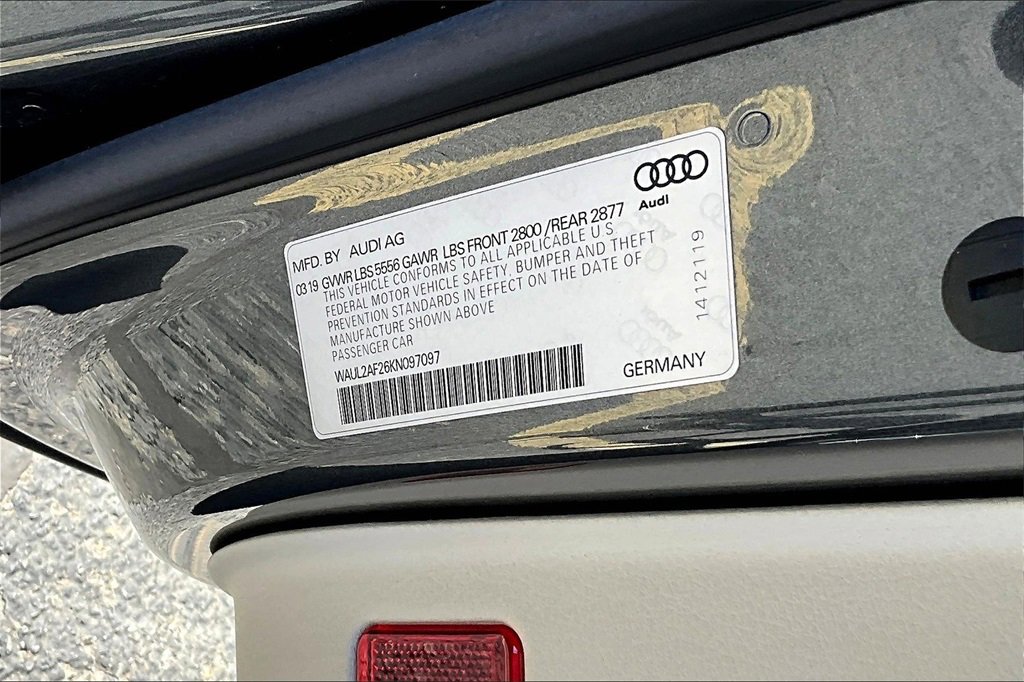 Audi
MFD. BY AUDI AG
03 19 GVWR LBS 5556 GAWR LBS FRONT 2800 /REAR 2877
THIS VEHICLE CONFORMS TO ALL APPLICABLE U S
FEDERAL MOTOR VEHICLE SAFETY, BUMPER AND THEFT
PREVENTION STANDARDS IN EFFECT ON THE DATE OF
MANUFACTURE SHOWN ABOVE
PASSENGER CAR
WAUL2AF26KN097097
GERMANY
1412119